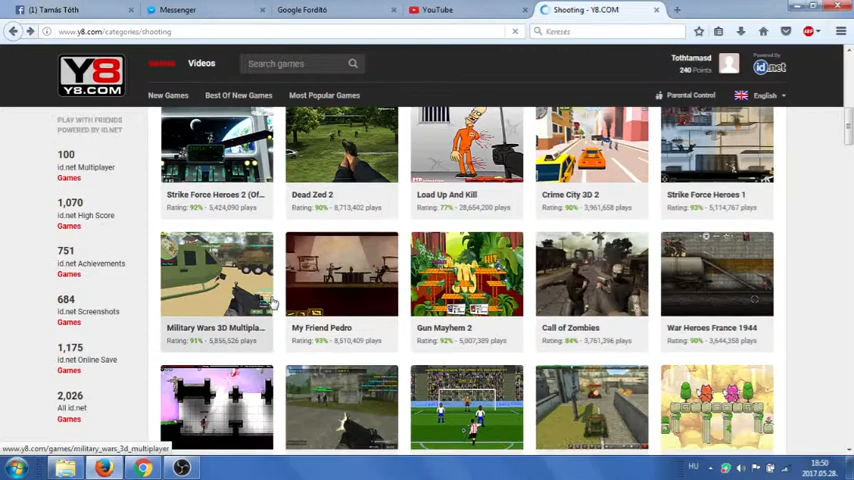 (1) Tamás Tóth
Messenger
Google Fordító
YouTube
Shooting - Y8.COM
www.y8.com/categories/shooting
Keresés
ABP
Y8
Y8.COM
Games
Videos
Search games
Tothtamasd
240 Points
Powered by
id.net
New Games
Best Of New Games
Most Popular Games
Parental Control
English
PLAY WITH FRIENDS
POWERED BY ID.NET
100
id.net Multiplayer
Games
1,070
id.net High Score
Games
751
id.net Achievements
Games
684
id.net Screenshots
Games
1,175
id.net Online Save
Games
2,026
All id.net
Games
Strike Force Heroes 2 (Of...
Rating: 92% - 5,424,090 plays
Dead Zed 2
Rating: 90% - 8,713,402 plays
Load Up And Kill
Rating: 77% - 28,654,200 plays
Crime City 3D 2
Rating: 90% - 3,961,658 plays
Strike Force Heroes 1
Rating: 93% - 5,114,767 plays
Military Wars 3D Multipla...
Rating: 91% - 5,856,526 plays
My Friend Pedro
Rating: 93% - 8,510,409 plays
HIT
Gun Mayhem 2
Rating: 92% - 5,007,389 plays
Call of Zombies
Rating: 84% - 3,761,396 plays
War Heroes France 1944
Rating: 90% - 3,644,358 plays
www.y8.com/games/military_wars_3d_multiplayer
HU
18:50
2017.05.28.